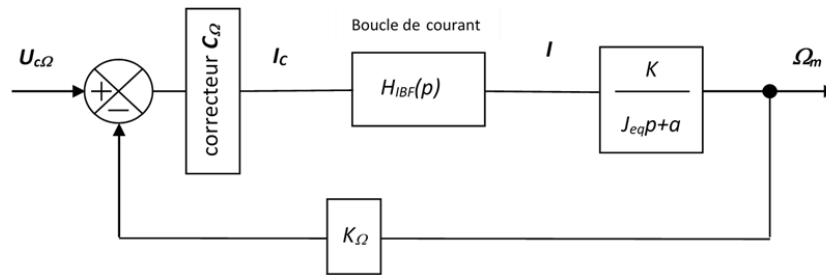 Boucle de courant
U_cΩ
+
−
correcteur C_Ω
I_C
H_IBF(p)
I
K
J_eq p+a
Ω_m
K_Ω